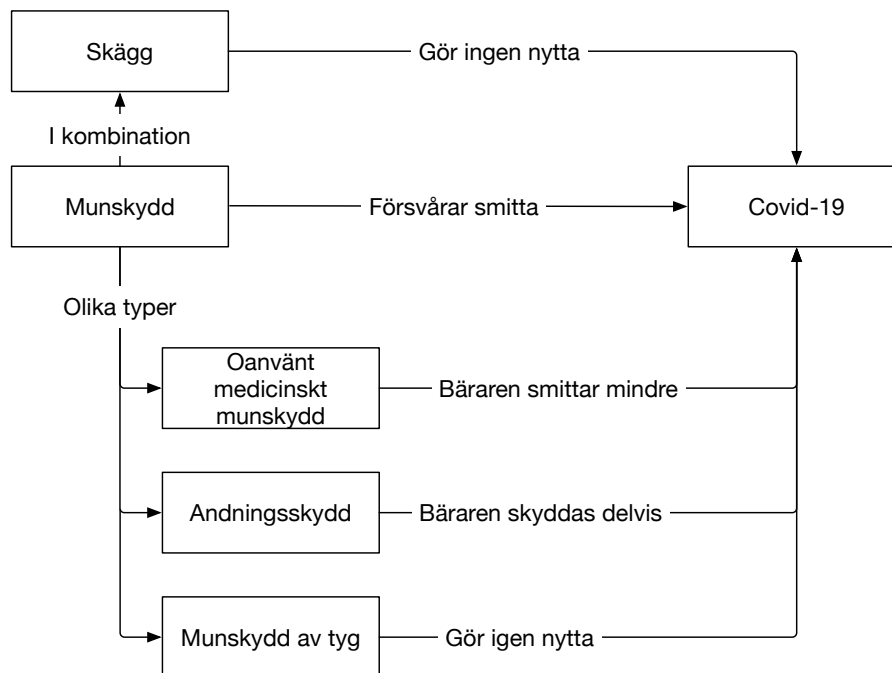 Skägg
Gör ingen nytta
I kombination
Munskydd
Försvårar smitta
Covid-19
Olika typer
Oanvänt
medicinskt
munskydd
Bäraren smittar mindre
Andningsskydd
Bäraren skyddas delvis
Munskydd av tyg
Gör igen nytta